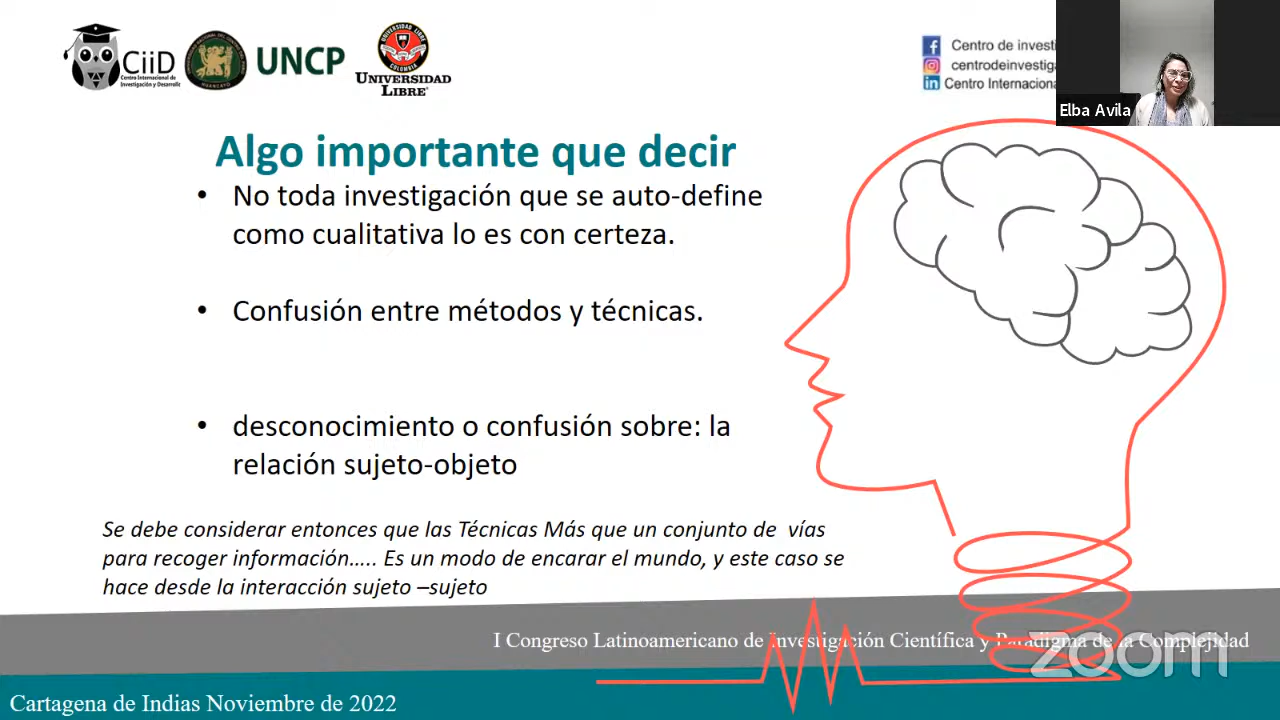 CiiD
Centro Internacional de
Investigación y Desarrollo
UNCP
UNIVERSIDAD LIBRE
COLOMBIA
UNIVERSIDAD
LIBRE
Centro de investi
centrodeinvestiga
Centro Internaciona
Elba Avila
Algo importante que decir
• No toda investigación que se auto-define
como cualitativa lo es con certeza.
• Confusión entre métodos y técnicas.
• desconocimiento o confusión sobre: la
relación sujeto-objeto
Se debe considerar entonces que las Técnicas Más que un conjunto de vías
para recoger información..... Es un modo de encarar el mundo, y este caso se
hace desde la interacción sujeto –sujeto
I Congreso Latinoamericano de Investigación Científica y Paradigma de la Complejidad
zoom
Cartagena de Indias Noviembre de 2022